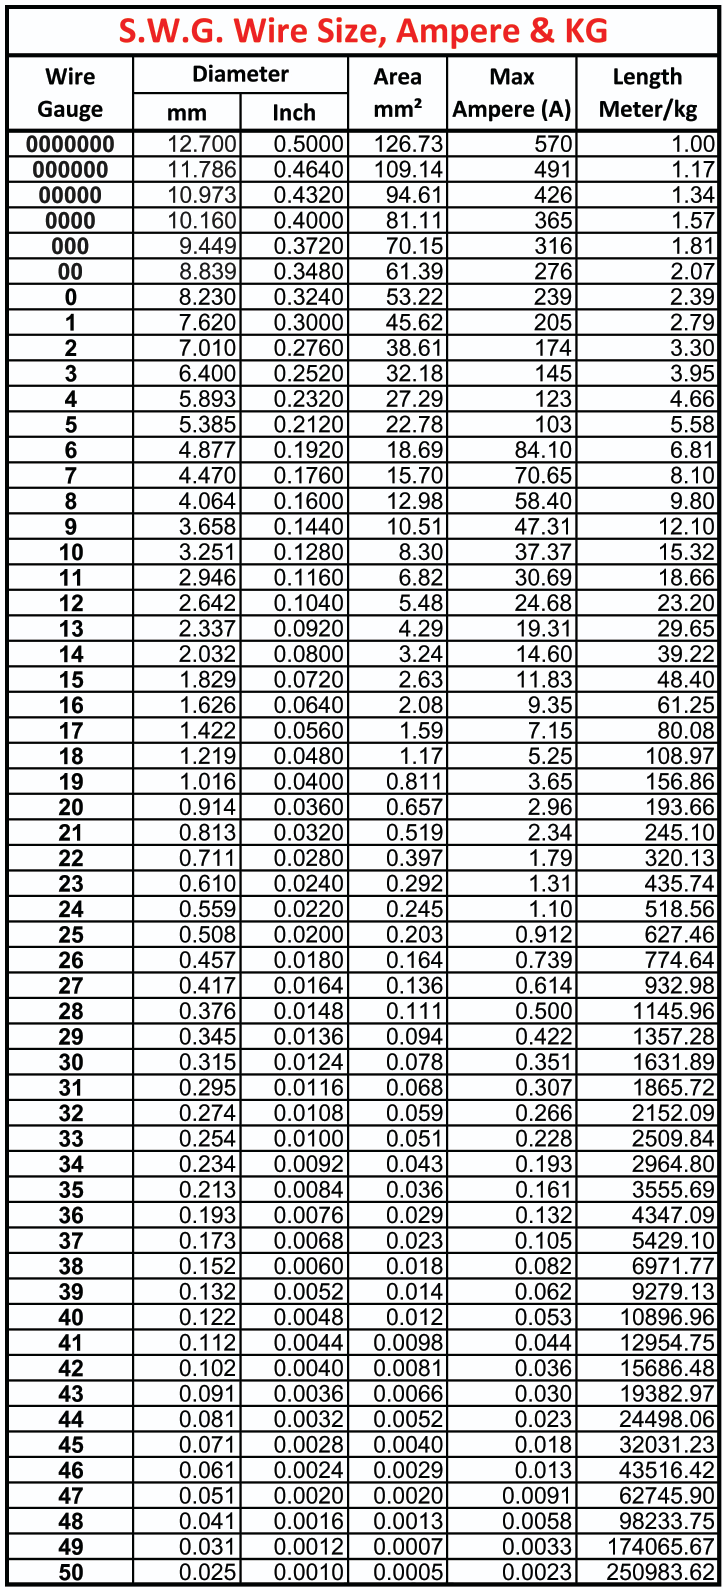 S.W.G. Wire Size, Ampere & KG
Wire Gauge Diameter Area mm² Max Ampere (A) Length Meter/kg
mm Inch
0000000 12.700 0.5000 126.73 570 1.00
000000 11.786 0.4640 109.14 491 1.17
00000 10.973 0.4320 94.61 426 1.34
0000 10.160 0.4000 81.11 365 1.57
000 9.449 0.3720 70.15 316 1.81
00 8.839 0.3480 61.39 276 2.07
0 8.230 0.3240 53.22 239 2.39
1 7.620 0.3000 45.62 205 2.79
2 7.010 0.2760 38.61 174 3.30
3 6.400 0.2520 32.18 145 3.95
4 5.893 0.2320 27.29 123 4.66
5 5.385 0.2120 22.78 103 5.58
6 4.877 0.1920 18.69 84.10 6.81
7 4.470 0.1760 15.70 70.65 8.10
8 4.064 0.1600 12.98 58.40 9.80
9 3.658 0.1440 10.51 47.31 12.10
10 3.251 0.1280 8.30 37.37 15.32
11 2.946 0.1160 6.82 30.69 18.66
12 2.642 0.1040 5.48 24.68 23.20
13 2.337 0.0920 4.29 19.31 29.65
14 2.032 0.0800 3.24 14.60 39.22
15 1.829 0.0720 2.63 11.83 48.40
16 1.626 0.0640 2.08 9.35 61.25
17 1.422 0.0560 1.59 7.15 80.08
18 1.219 0.0480 1.17 5.25 108.97
19 1.016 0.0400 0.811 3.65 156.86
20 0.914 0.0360 0.657 2.96 193.66
21 0.813 0.0320 0.519 2.34 245.10
22 0.711 0.0280 0.397 1.79 320.13
23 0.610 0.0240 0.292 1.31 435.74
24 0.559 0.0220 0.245 1.10 518.56
25 0.508 0.0200 0.203 0.912 627.46
26 0.457 0.0180 0.164 0.739 774.64
27 0.417 0.0164 0.136 0.614 932.98
28 0.376 0.0148 0.111 0.500 1145.96
29 0.345 0.0136 0.094 0.422 1357.28
30 0.315 0.0124 0.078 0.351 1631.89
31 0.295 0.0116 0.068 0.307 1865.72
32 0.274 0.0108 0.059 0.266 2152.09
33 0.254 0.0100 0.051 0.228 2509.84
34 0.234 0.0092 0.043 0.193 2964.80
35 0.213 0.0084 0.036 0.161 3555.69
36 0.193 0.0076 0.029 0.132 4347.09
37 0.173 0.0068 0.023 0.105 5429.10
38 0.152 0.0060 0.018 0.082 6971.77
39 0.132 0.0052 0.014 0.062 9279.13
40 0.122 0.0048 0.012 0.053 10896.96
41 0.112 0.0044 0.0098 0.044 12954.75
42 0.102 0.0040 0.0081 0.036 15686.48
43 0.091 0.0036 0.0066 0.030 19382.97
44 0.081 0.0032 0.0052 0.023 24498.06
45 0.071 0.0028 0.0040 0.018 32031.23
46 0.061 0.0024 0.0029 0.013 43516.42
47 0.051 0.0020 0.0020 0.0091 62745.90
48 0.041 0.0016 0.0013 0.0058 98233.75
49 0.031 0.0012 0.0007 0.0033 174065.67
50 0.025 0.0010 0.0005 0.0023 250983.62